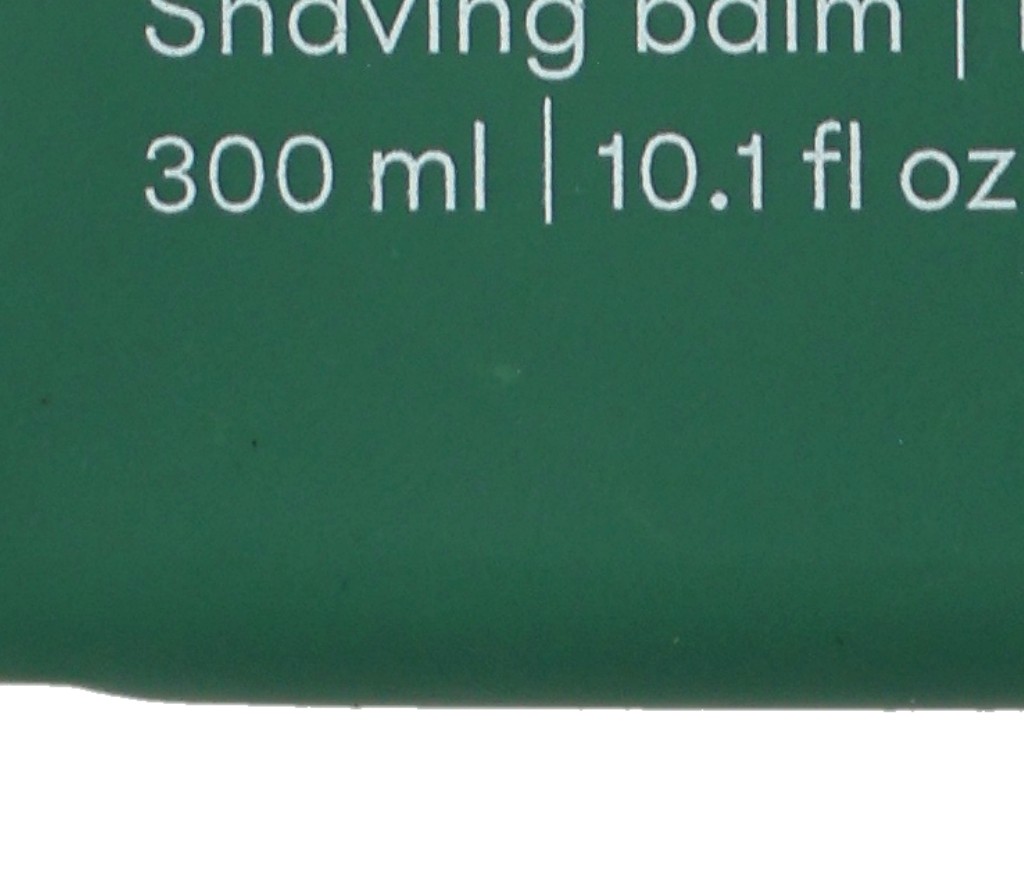 Shaving balm |
300 ml | 10.1 fl oz